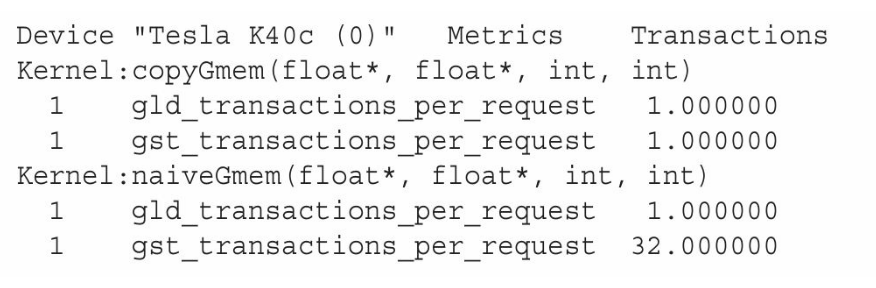 Device "Tesla K40c (0)"   Metrics    Transactions
Kernel:copyGmem(float*, float*, int, int)
  1    gld_transactions_per_request   1.000000
  1    gst_transactions_per_request   1.000000
Kernel:naiveGmem(float*, float*, int, int)
  1    gld_transactions_per_request   1.000000
  1    gst_transactions_per_request  32.000000